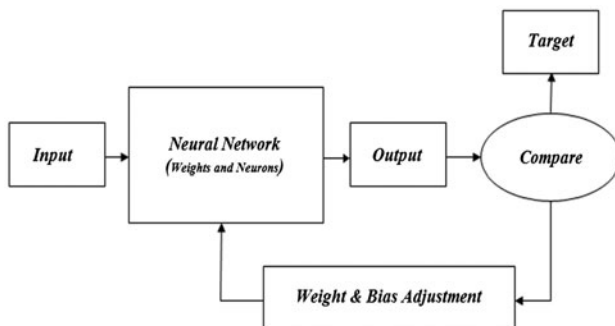 Target
Neural Network
(Weights and Neurons)
Input
Output
Compare
Weight & Bias Adjustment